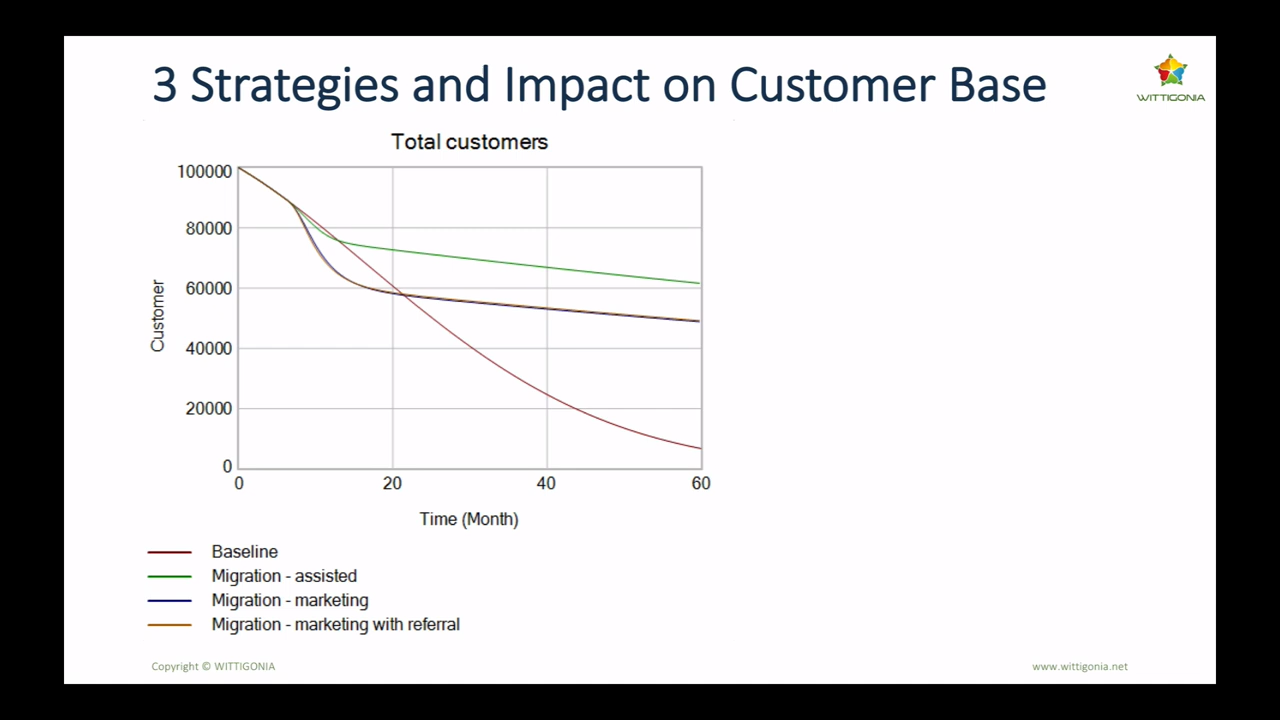 3 Strategies and Impact on Customer Base
WITTIGONIA
Total customers
100000
80000
60000
40000
20000
0
Customer
0 20 40 60
Time (Month)
Baseline
Migration - assisted
Migration - marketing
Migration - marketing with referral
Copyright © WITTIGONIA
www.wittigonia.net